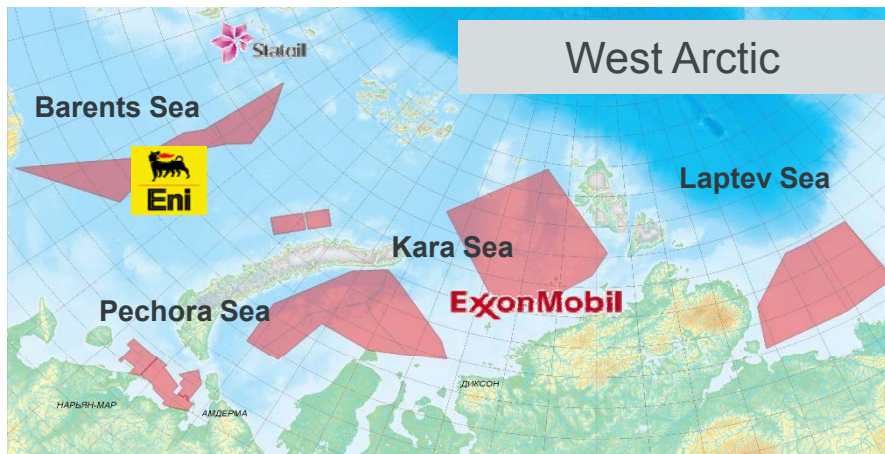 Statoil
West Arctic
Barents Sea
Eni
Laptev Sea
Kara Sea
ExxonMobil
Pechora Sea
ДИКСОН
НАРЬЯН-МАР
АМДЕРМА